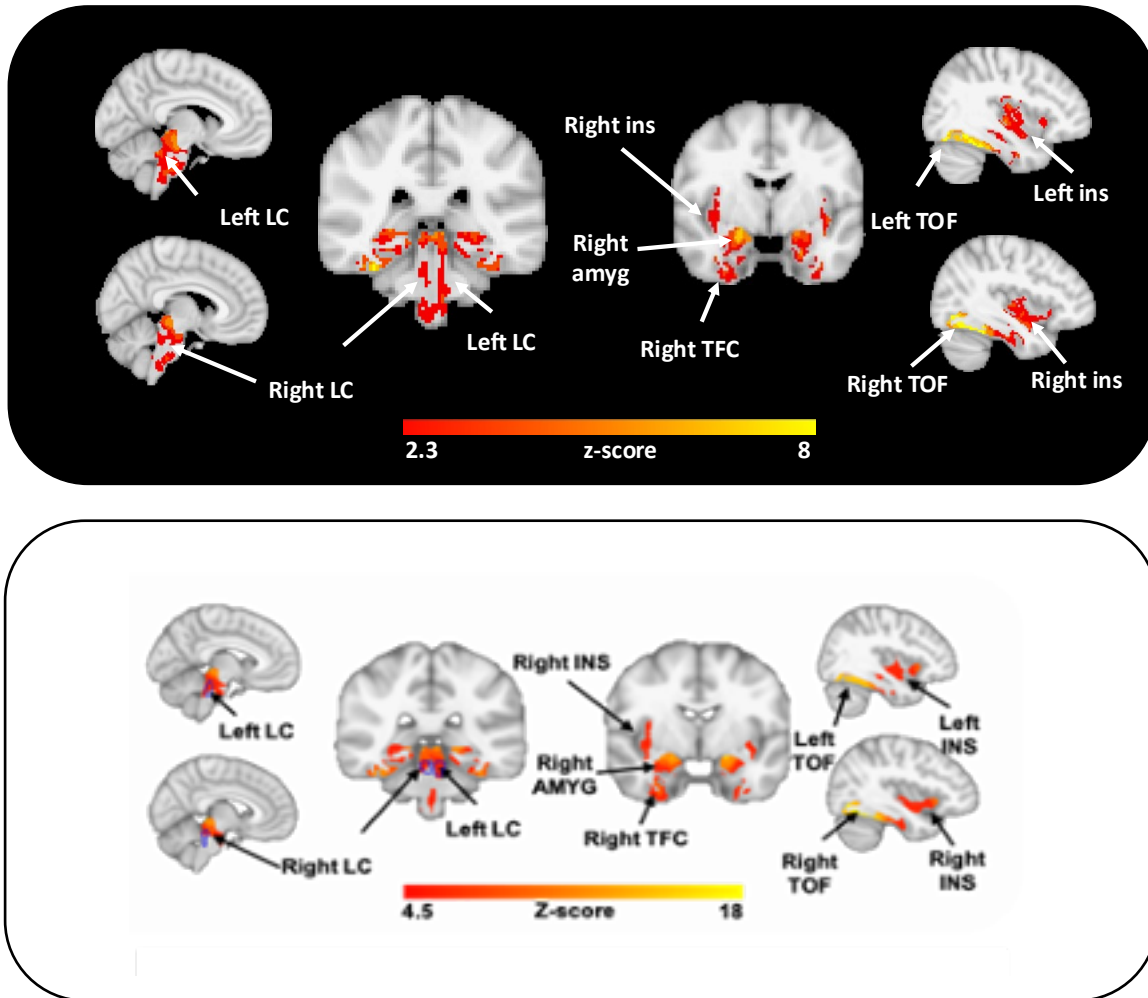 Right ins
Left LC
Left TOF
Left ins
Right
amyg
Left LC
Right TFC
Right LC
Right TOF
Right ins
2.3
z-score
8
Right INS
Left LC
Left
TOF
Left
INS
Right
AMYG
Left LC
Right TFC
Right LC
Right
TOF
Right
INS
4.5
Z-score
18